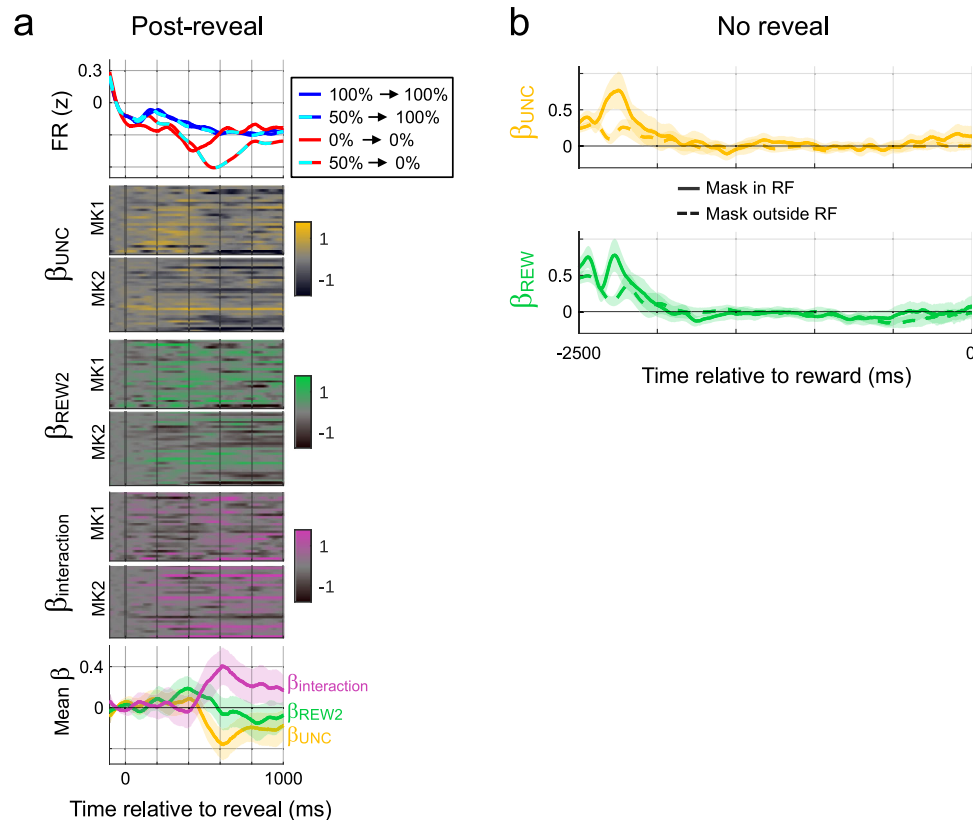 a
Post-reveal
b
No reveal
0.3
0
FR (z)
100% → 100%
50% → 100%
0% → 0%
50% → 0%
βUNC
MK1
MK2
1
-1
βREW2
MK1
MK2
1
-1
βinteraction
MK1
MK2
1
-1
Mean β
0.4
0
βinteraction
βREW2
βUNC
0
1000
Time relative to reveal (ms)
βUNC
0.5
0
Mask in RF
Mask outside RF
βREW
0.5
0
-2500
0
Time relative to reward (ms)